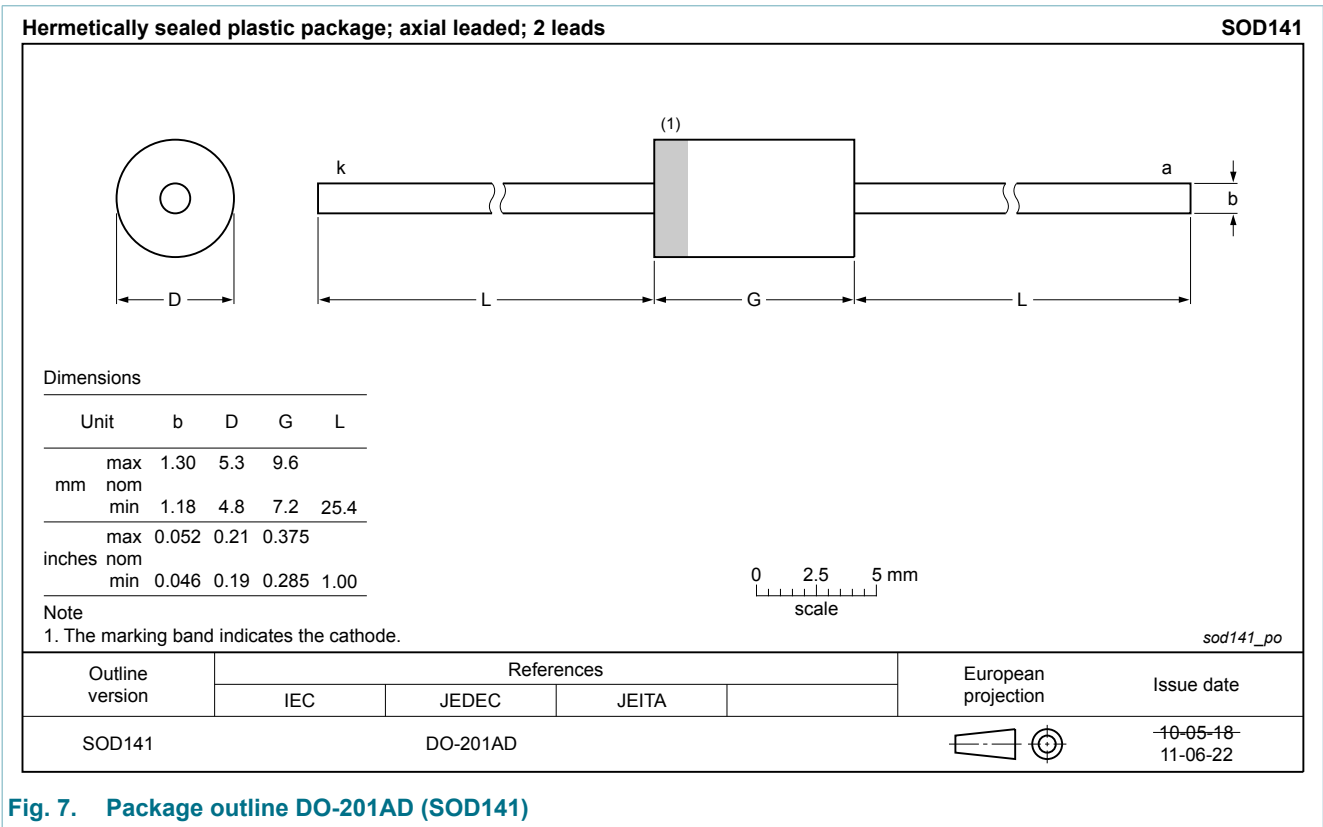 Hermetically sealed plastic package; axial leaded; 2 leads SOD141
(1)
k a
b
D L G L
Dimensions
Unit b D G L
max 1.30 5.3 9.6
mm nom
min 1.18 4.8 7.2 25.4
max 0.052 0.21 0.375
inches nom
min 0.046 0.19 0.285 1.00
0 2.5 5 mm
scale
Note
1. The marking band indicates the cathode.
sod141_po
Outline version References European projection Issue date
IEC JEDEC JEITA
SOD141 DO-201AD 10-05-18
11-06-22
Fig. 7. Package outline DO-201AD (SOD141)